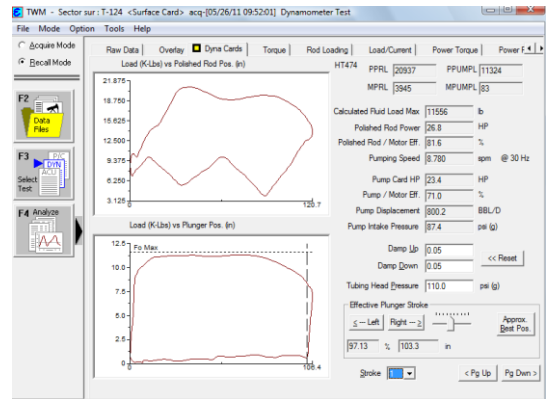 TWM - Sector sur : T-124 <Surface Card> acq-[05/26/11 09:52:01] Dynamometer Test
File Mode Option Tools Help
Acquire Mode
Recall Mode
F2
Data
Files
F3
P/C
DYN
ACU
Select
Test
F4 Analyze
Raw Data Overlay Dyna Cards Torque Rod Loading Load/Current Power Torque
Load (K-Lbs) vs Polished Rod Pos. (in)
21.875
18.750
15.625
12.500
9.375
6.250
3.125
120.7
Load (K-Lbs) vs Plunger Pos. (in)
12.5
Fo Max
10.0
7.5
5.0
2.5
0
106.4
HT474 PPRL 20937 PPUMPL 11324
MPRL 3945 MPUMPL 83
Calculated Fluid Load Max 11556 lb
Polished Rod Power 26.8 HP
Polished Rod / Motor Eff. 81.6 %
Pumping Speed 8.780 spm @ 30 Hz
Pump Card HP 23.4 HP
Pump / Motor Eff. 71.0 %
Pump Displacement 800.2 BBL/D
Pump Intake Pressure 87.4 psi (g)
Damp Up 0.05
Damp Down 0.05
<< Reset
Tubing Head Pressure 110.0 psi (g)
Effective Plunger Stroke
< -- Left Right -- >
Approx.
Best Pos.
97.13 % 103.3 in
Stroke 1 < Pg Up Pg Dwn >